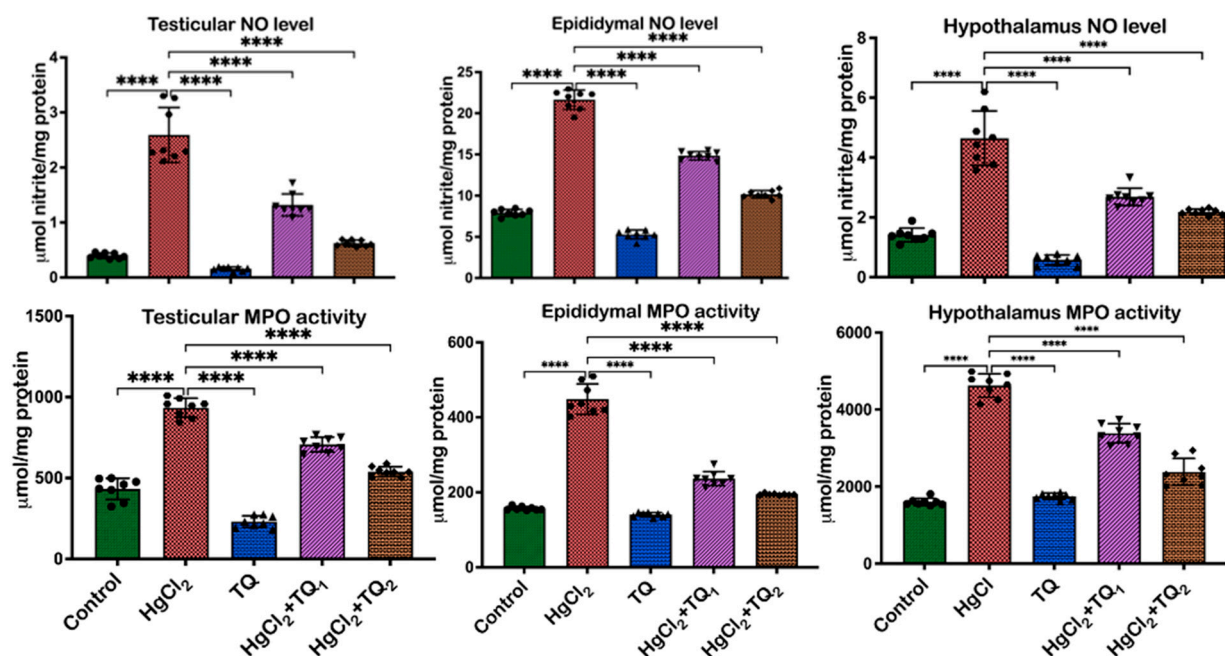 Testicular NO level
****
****
**** ****
μmol nitrite/mg protein
4
3
2
1
0
Epididymal NO level
****
****
**** ****
μmol nitrite/mg protein
25
20
15
10
5
0
Hypothalamus NO level
****
****
**** ****
μmol nitrite/mg protein
8
6
4
2
0
Testicular MPO activity
****
****
**** ****
μmol/mg protein
1500
1000
500
0
Control
HgCl2
TQ
HgCl2+TQ1
HgCl2+TQ2
Epididymal MPO activity
****
****
**** ****
μmol/mg protein
600
400
200
0
Control
HgCl2
TQ
HgCl2+TQ1
HgCl2+TQ2
Hypothalamus MPO activity
****
****
**** ****
μmol/mg protein
6000
4000
2000
0
Control
HgCl
TQ
HgCl2+TQ1
HgCl2+TQ2